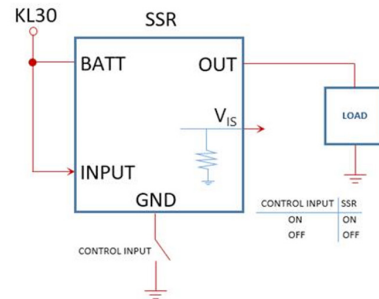 KL30
SSR
BATT
OUT
LOAD
VIS
INPUT
GND
CONTROL INPUT SSR
ON ON
OFF OFF
CONTROL INPUT